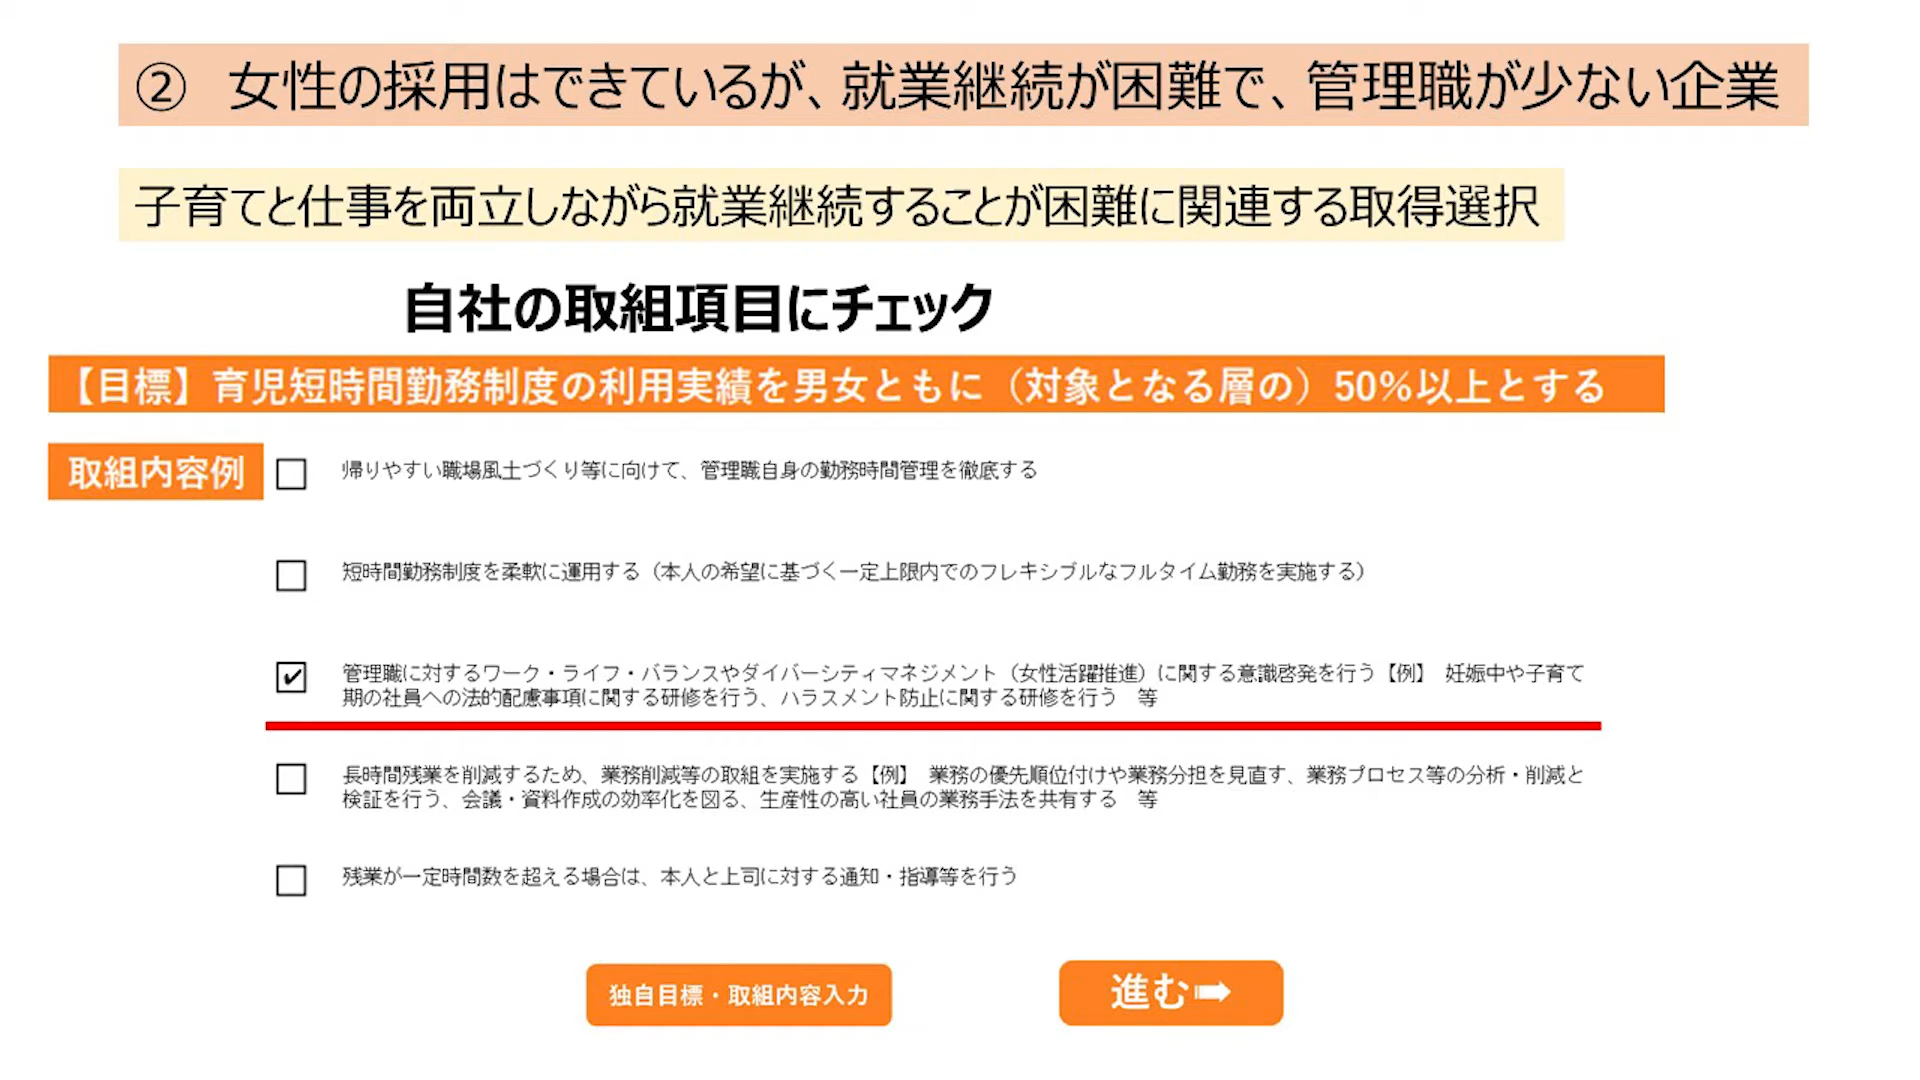 ② 女性の採用はできているが、就業継続が困難で、管理職が少ない企業
子育てと仕事を両立しながら就業継続することが困難に関連する取得選択
自社の取組項目にチェック
【目標】育児短時間勤務制度の利用実績を男女ともに（対象となる層の）50%以上とする
取組内容例
帰りやすい職場風土づくり等に向けて、管理職自身の勤務時間管理を徹底する
短時間勤務制度を柔軟に運用する（本人の希望に基づく一定上限内でのフレキシブルなフルタイム勤務を実施する）
管理職に対するワーク・ライフ・バランスやダイバーシティマネジメント（女性活躍推進）に関する意識啓発を行う【例】 妊娠中や子育て
期の社員への法的配慮事項に関する研修を行う、ハラスメント防止に関する研修を行う 等
長時間残業を削減するため、業務削減等の取組を実施する【例】 業務の優先順位付けや業務分担を見直す、業務プロセス等の分析・削減と
検証を行う、会議・資料作成の効率化を図る、生産性の高い社員の業務手法を共有する 等
残業が一定時間数を超える場合は、本人と上司に対する通知・指導等を行う
独自目標・取組内容入力
進む➡